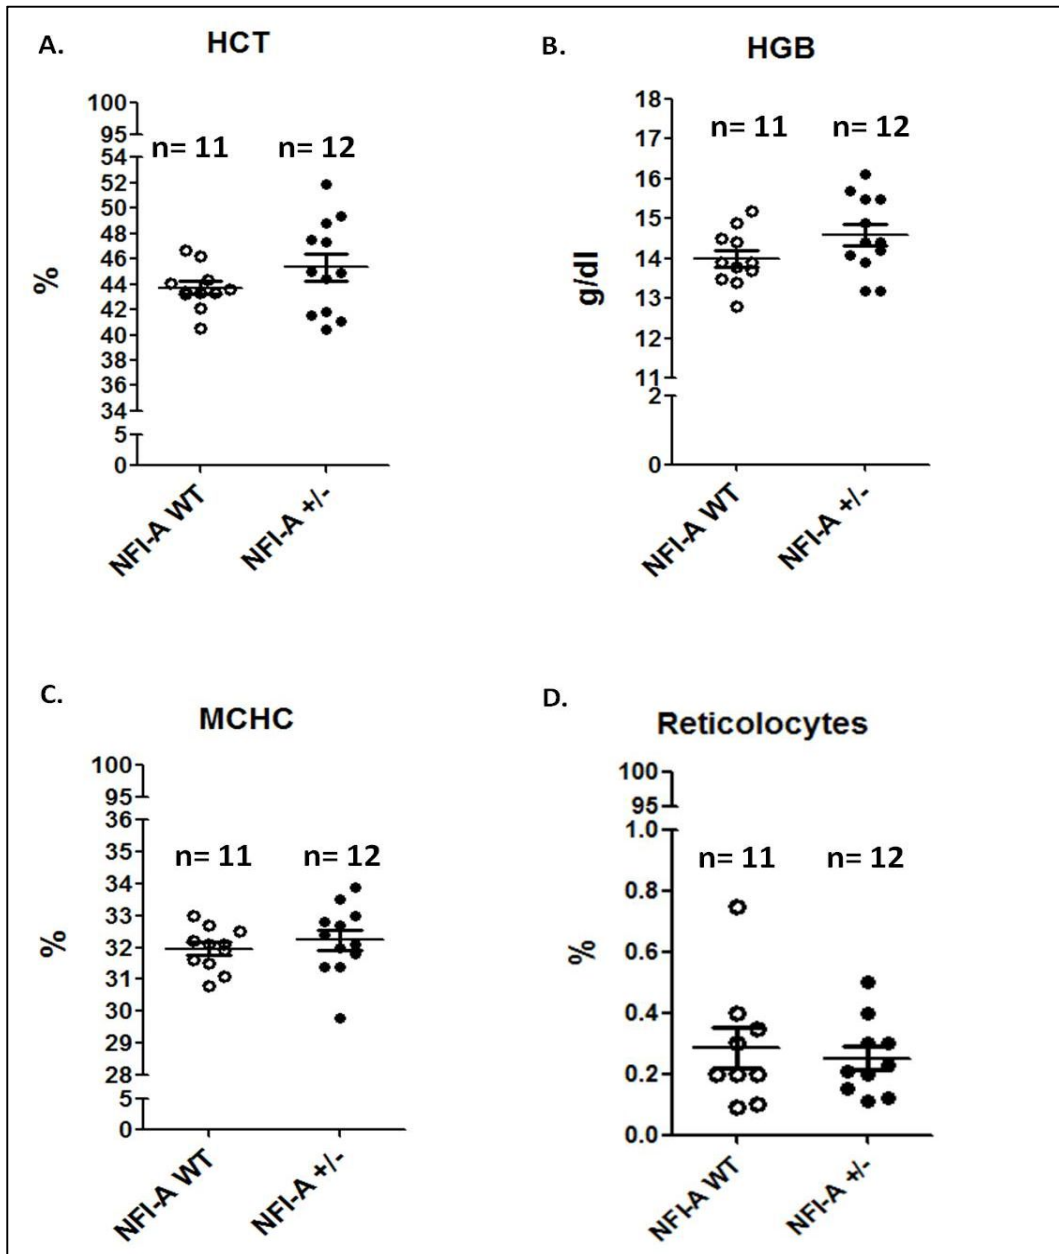 A.
HCT
n= 11
n= 12
100
95
54
52
50
48
46
44
42
40
38
36
34
5
0
%
NFI-A WT
NFI-A +/-
B.
HGB
n= 11
n= 12
18
17
16
15
14
13
11
2
0
g/dl
NFI-A WT
NFI-A +/-
C.
MCHC
n= 11
n= 12
100
95
36
35
34
33
32
31
30
29
28
5
0
%
NFI-A WT
NFI-A +/-
D.
Reticolocytes
n= 11
n= 12
100
95
1.0
0.8
0.6
0.4
0.2
0.0
%
NFI-A WT
NFI-A +/-